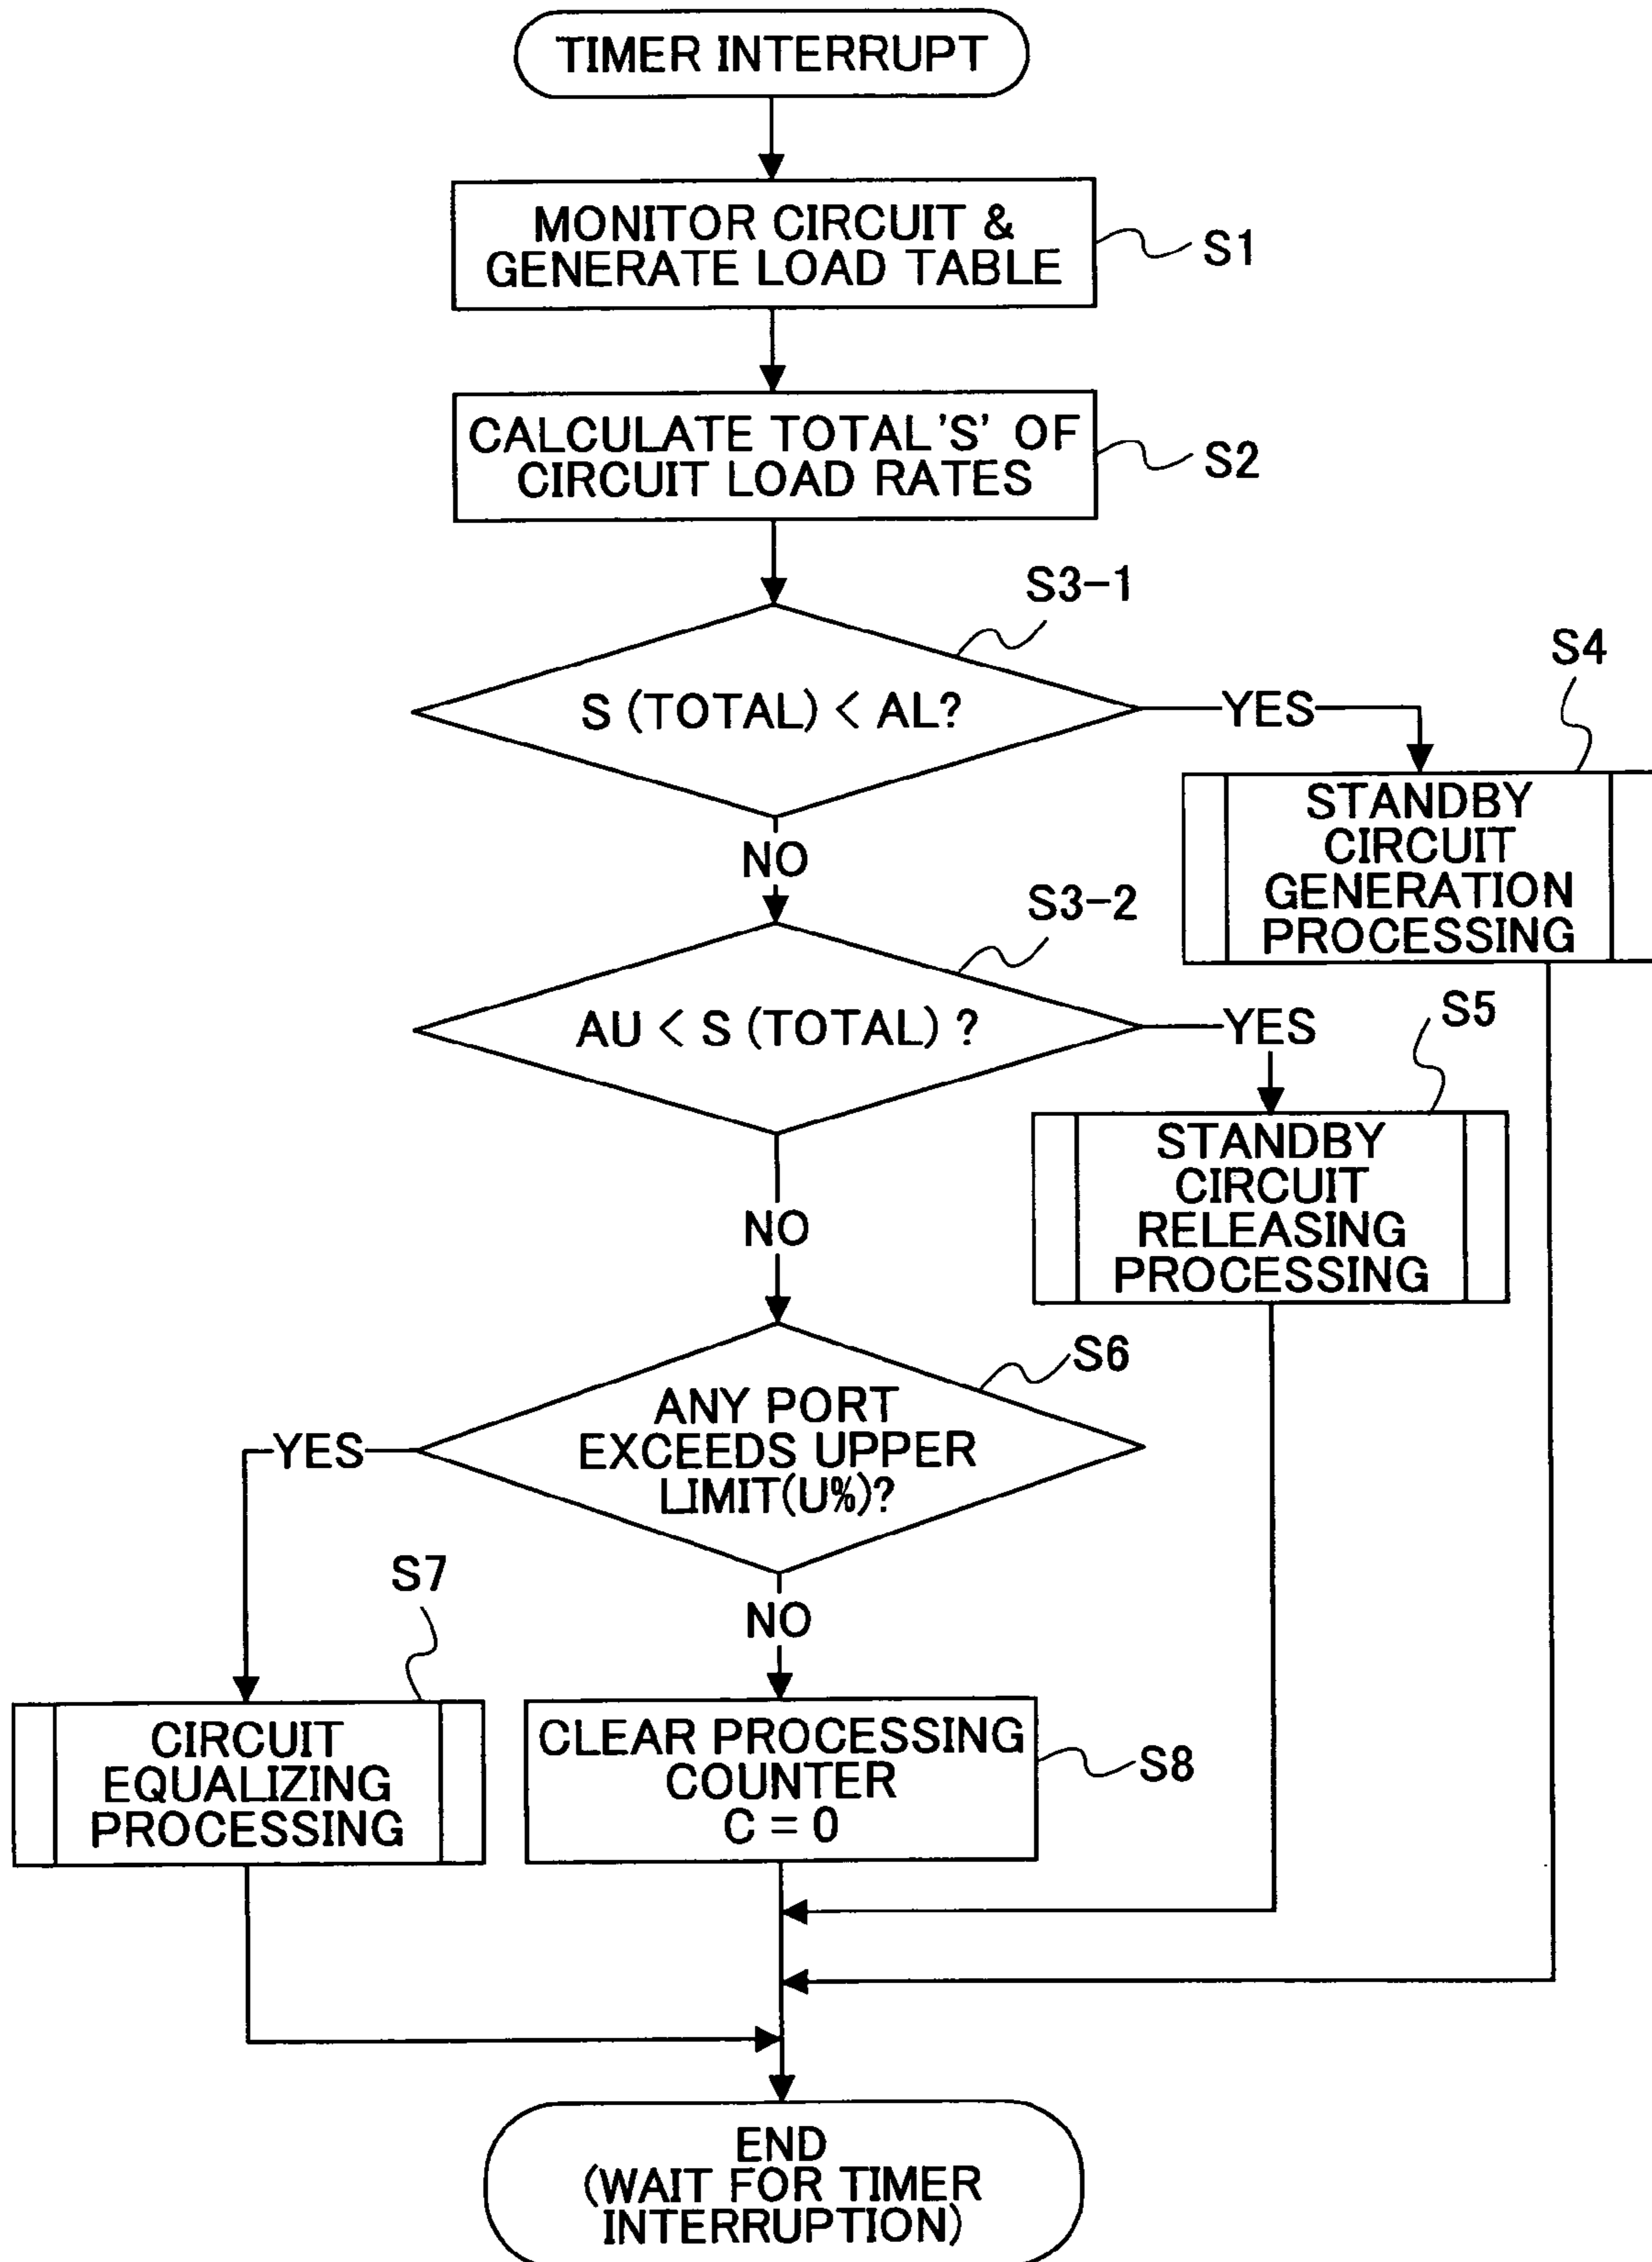 TIMER INTERRUPT
MONITOR CIRCUIT &
GENERATE LOAD TABLE
S1
CALCULATE TOTAL'S' OF
CIRCUIT LOAD RATES
S2
S3-1
S (TOTAL) < AL?
YES
S4
STANDBY
CIRCUIT
GENERATION
PROCESSING
NO
S3-2
AU < S (TOTAL) ?
YES
S5
STANDBY
CIRCUIT
RELEASING
PROCESSING
NO
S6
ANY PORT
EXCEEDS UPPER
LIMIT(U%)?
YES
S7
NO
CIRCUIT
EQUALIZING
PROCESSING
CLEAR PROCESSING
COUNTER
C = 0
S8
END
(WAIT FOR TIMER
INTERRUPTION)